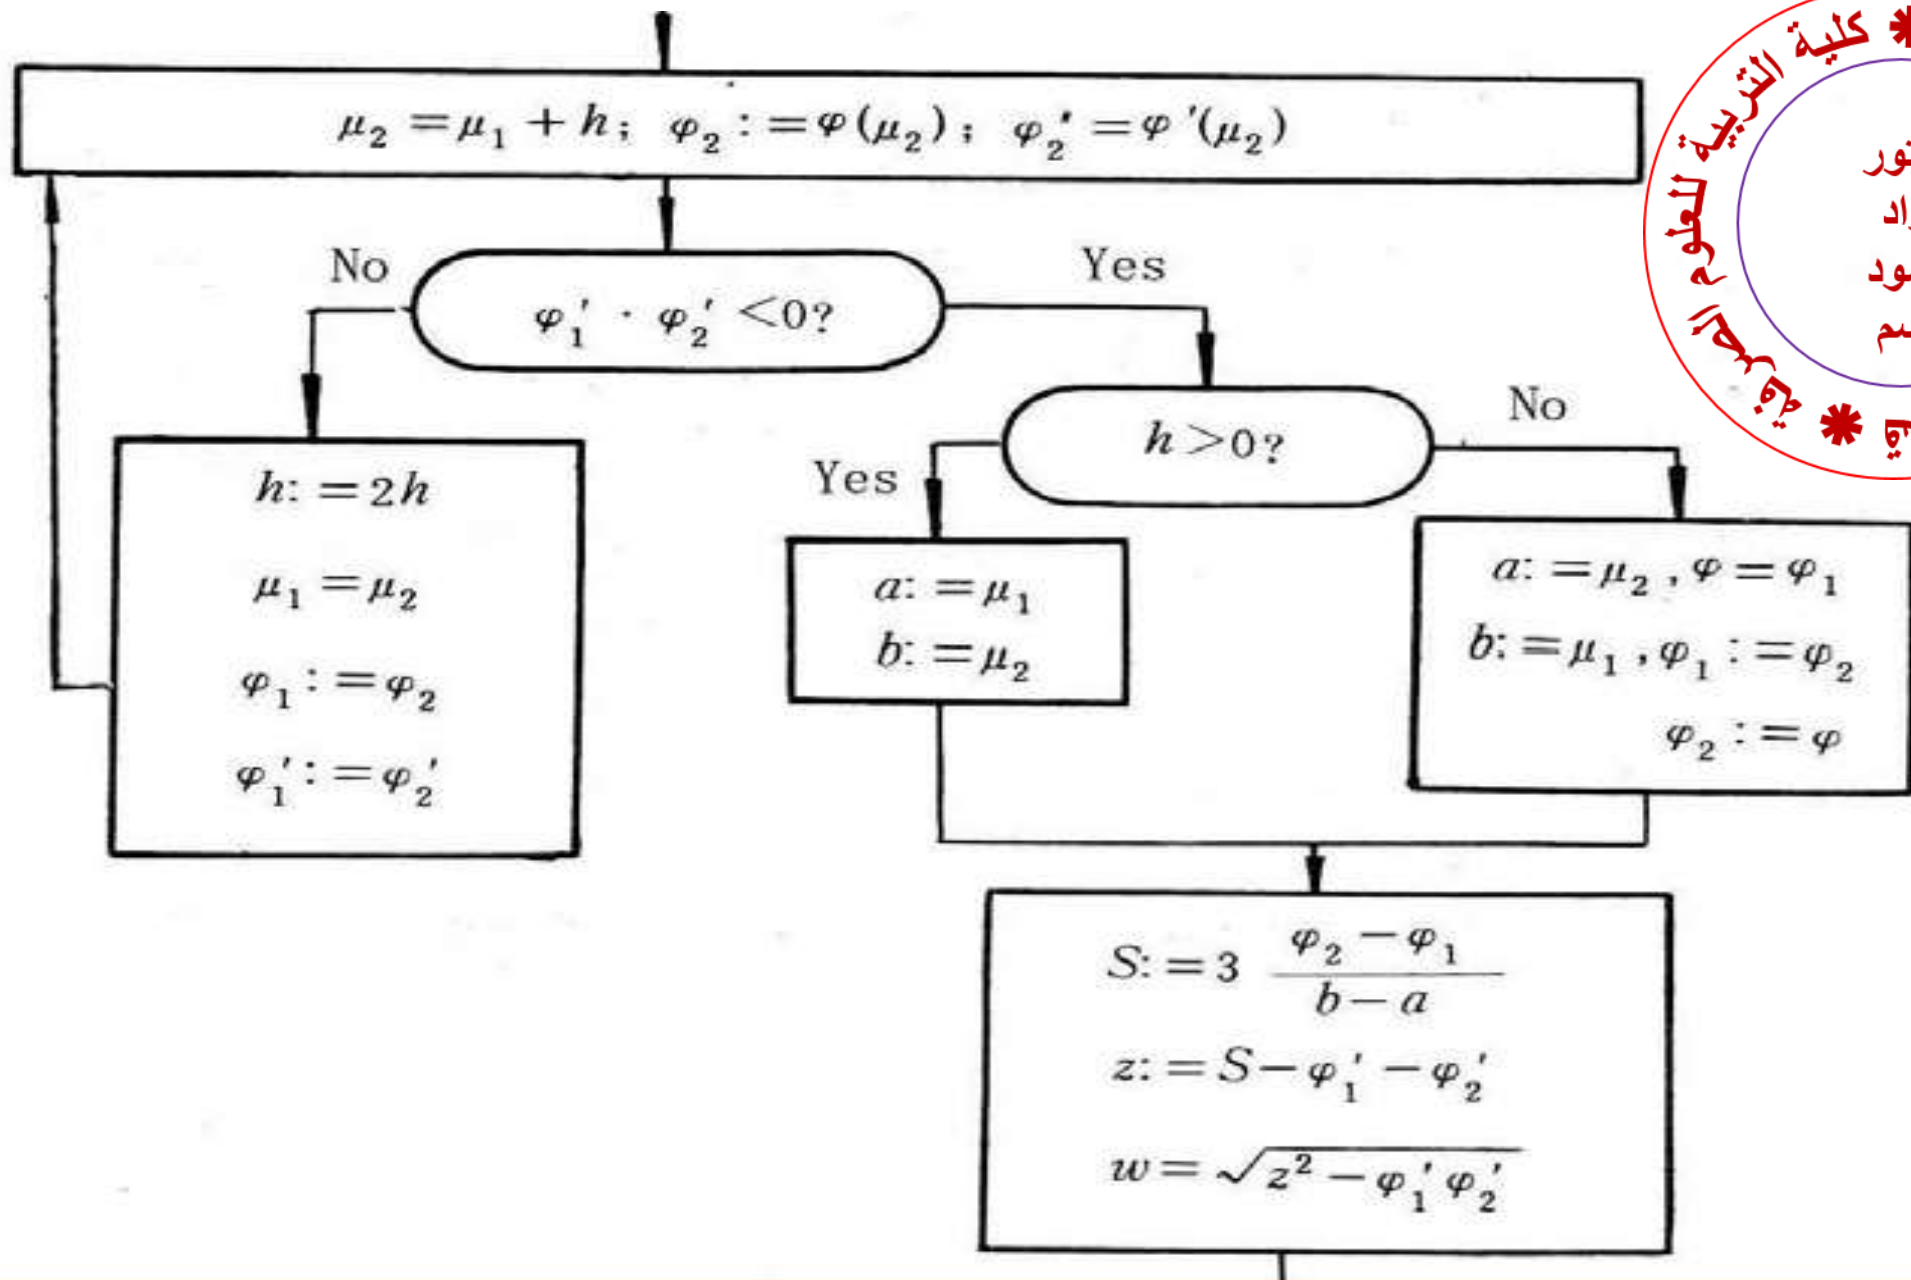 μ₂ = μ₁ + h; φ₂ := φ(μ₂); φ₂' = φ'(μ₂)
No
Yes
φ₁' · φ₂' <0?
h >0?
No
Yes
h: =2h
μ₁ = μ₂
φ₁ : = φ₂
φ₁' : = φ₂'
a: = μ₁
b: = μ₂
a: = μ₂ , φ = φ₁
b: = μ₁ , φ₁ : = φ₂
φ₂ : = φ
S: = 3 (φ₂ − φ₁)/(b − a)
z: = S − φ₁' − φ₂'
w = √(z² − φ₁' φ₂')
* كلية التربية للعلوم الصرفة *